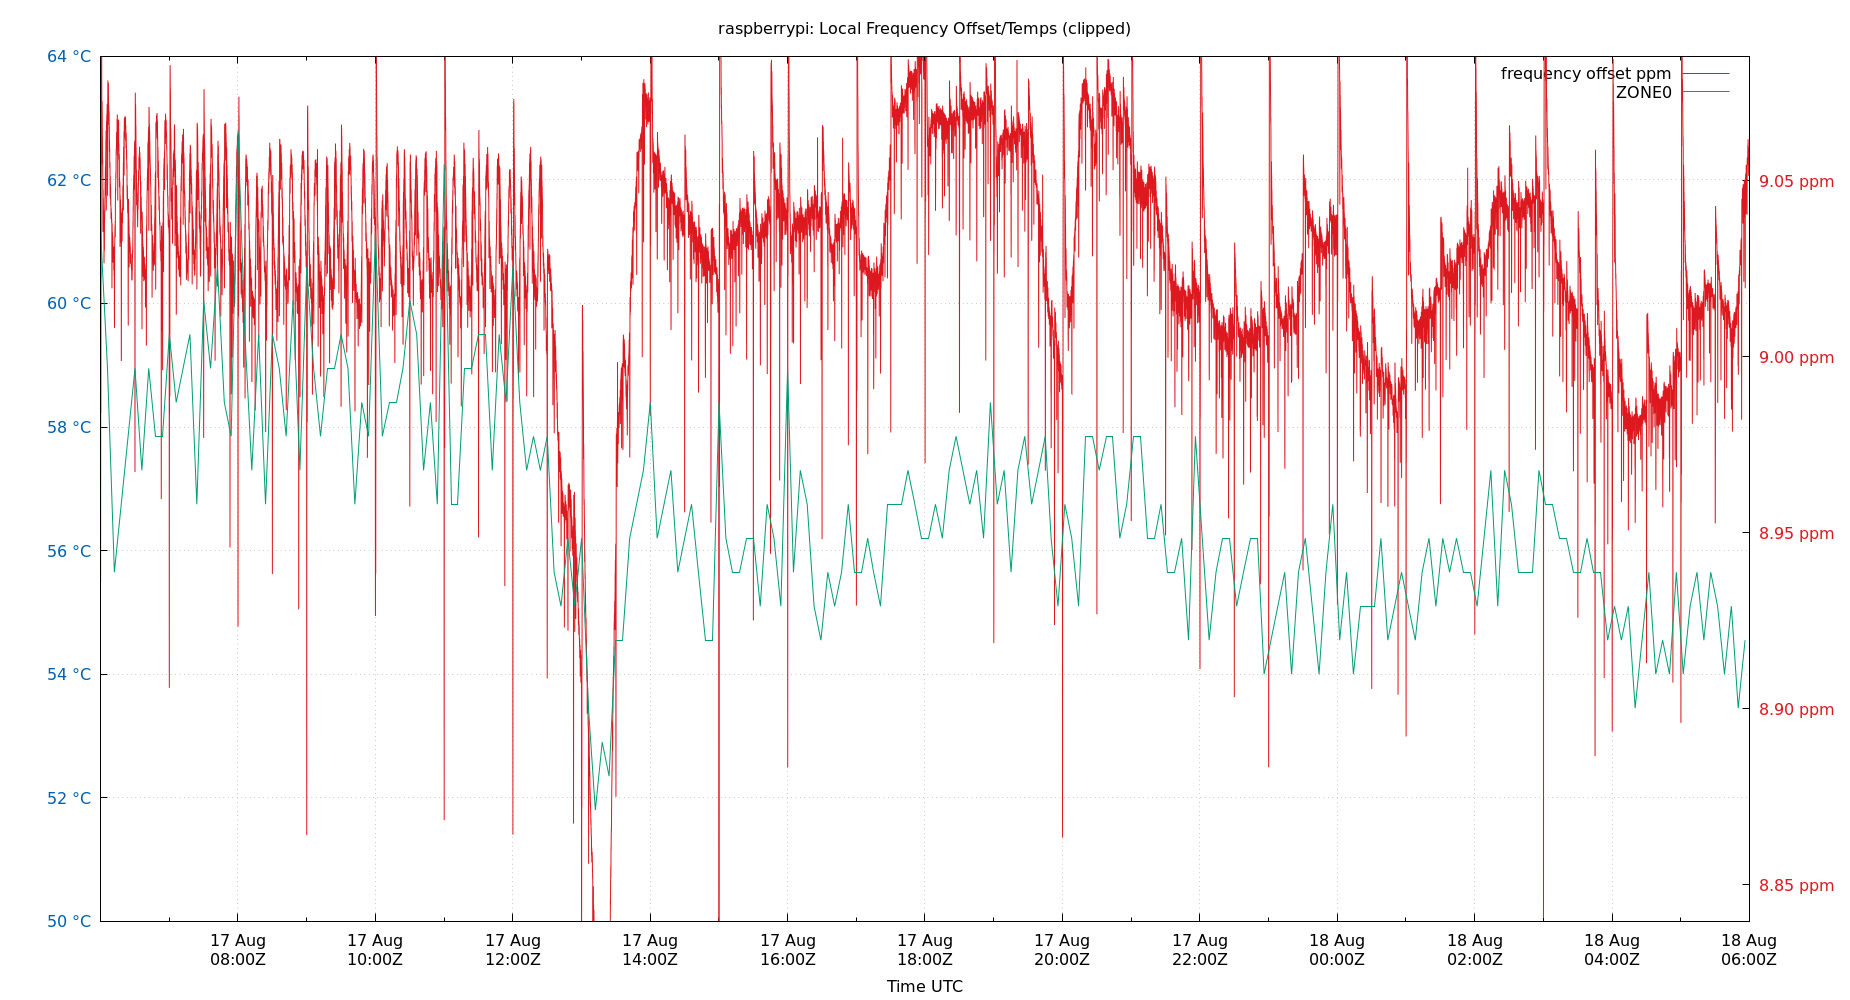 raspberrypi: Local Frequency Offset/Temps (clipped)
64 °C
62 °C
60 °C
58 °C
56 °C
54 °C
52 °C
50 °C
frequency offset ppm
ZONE0
9.05 ppm
9.00 ppm
8.95 ppm
8.90 ppm
8.85 ppm
17 Aug 17 Aug 17 Aug 17 Aug 17 Aug 17 Aug 17 Aug 17 Aug 18 Aug 18 Aug 18 Aug 18 Aug
08:00Z 10:00Z 12:00Z 14:00Z 16:00Z 18:00Z 20:00Z 22:00Z 00:00Z 02:00Z 04:00Z 06:00Z
Time UTC